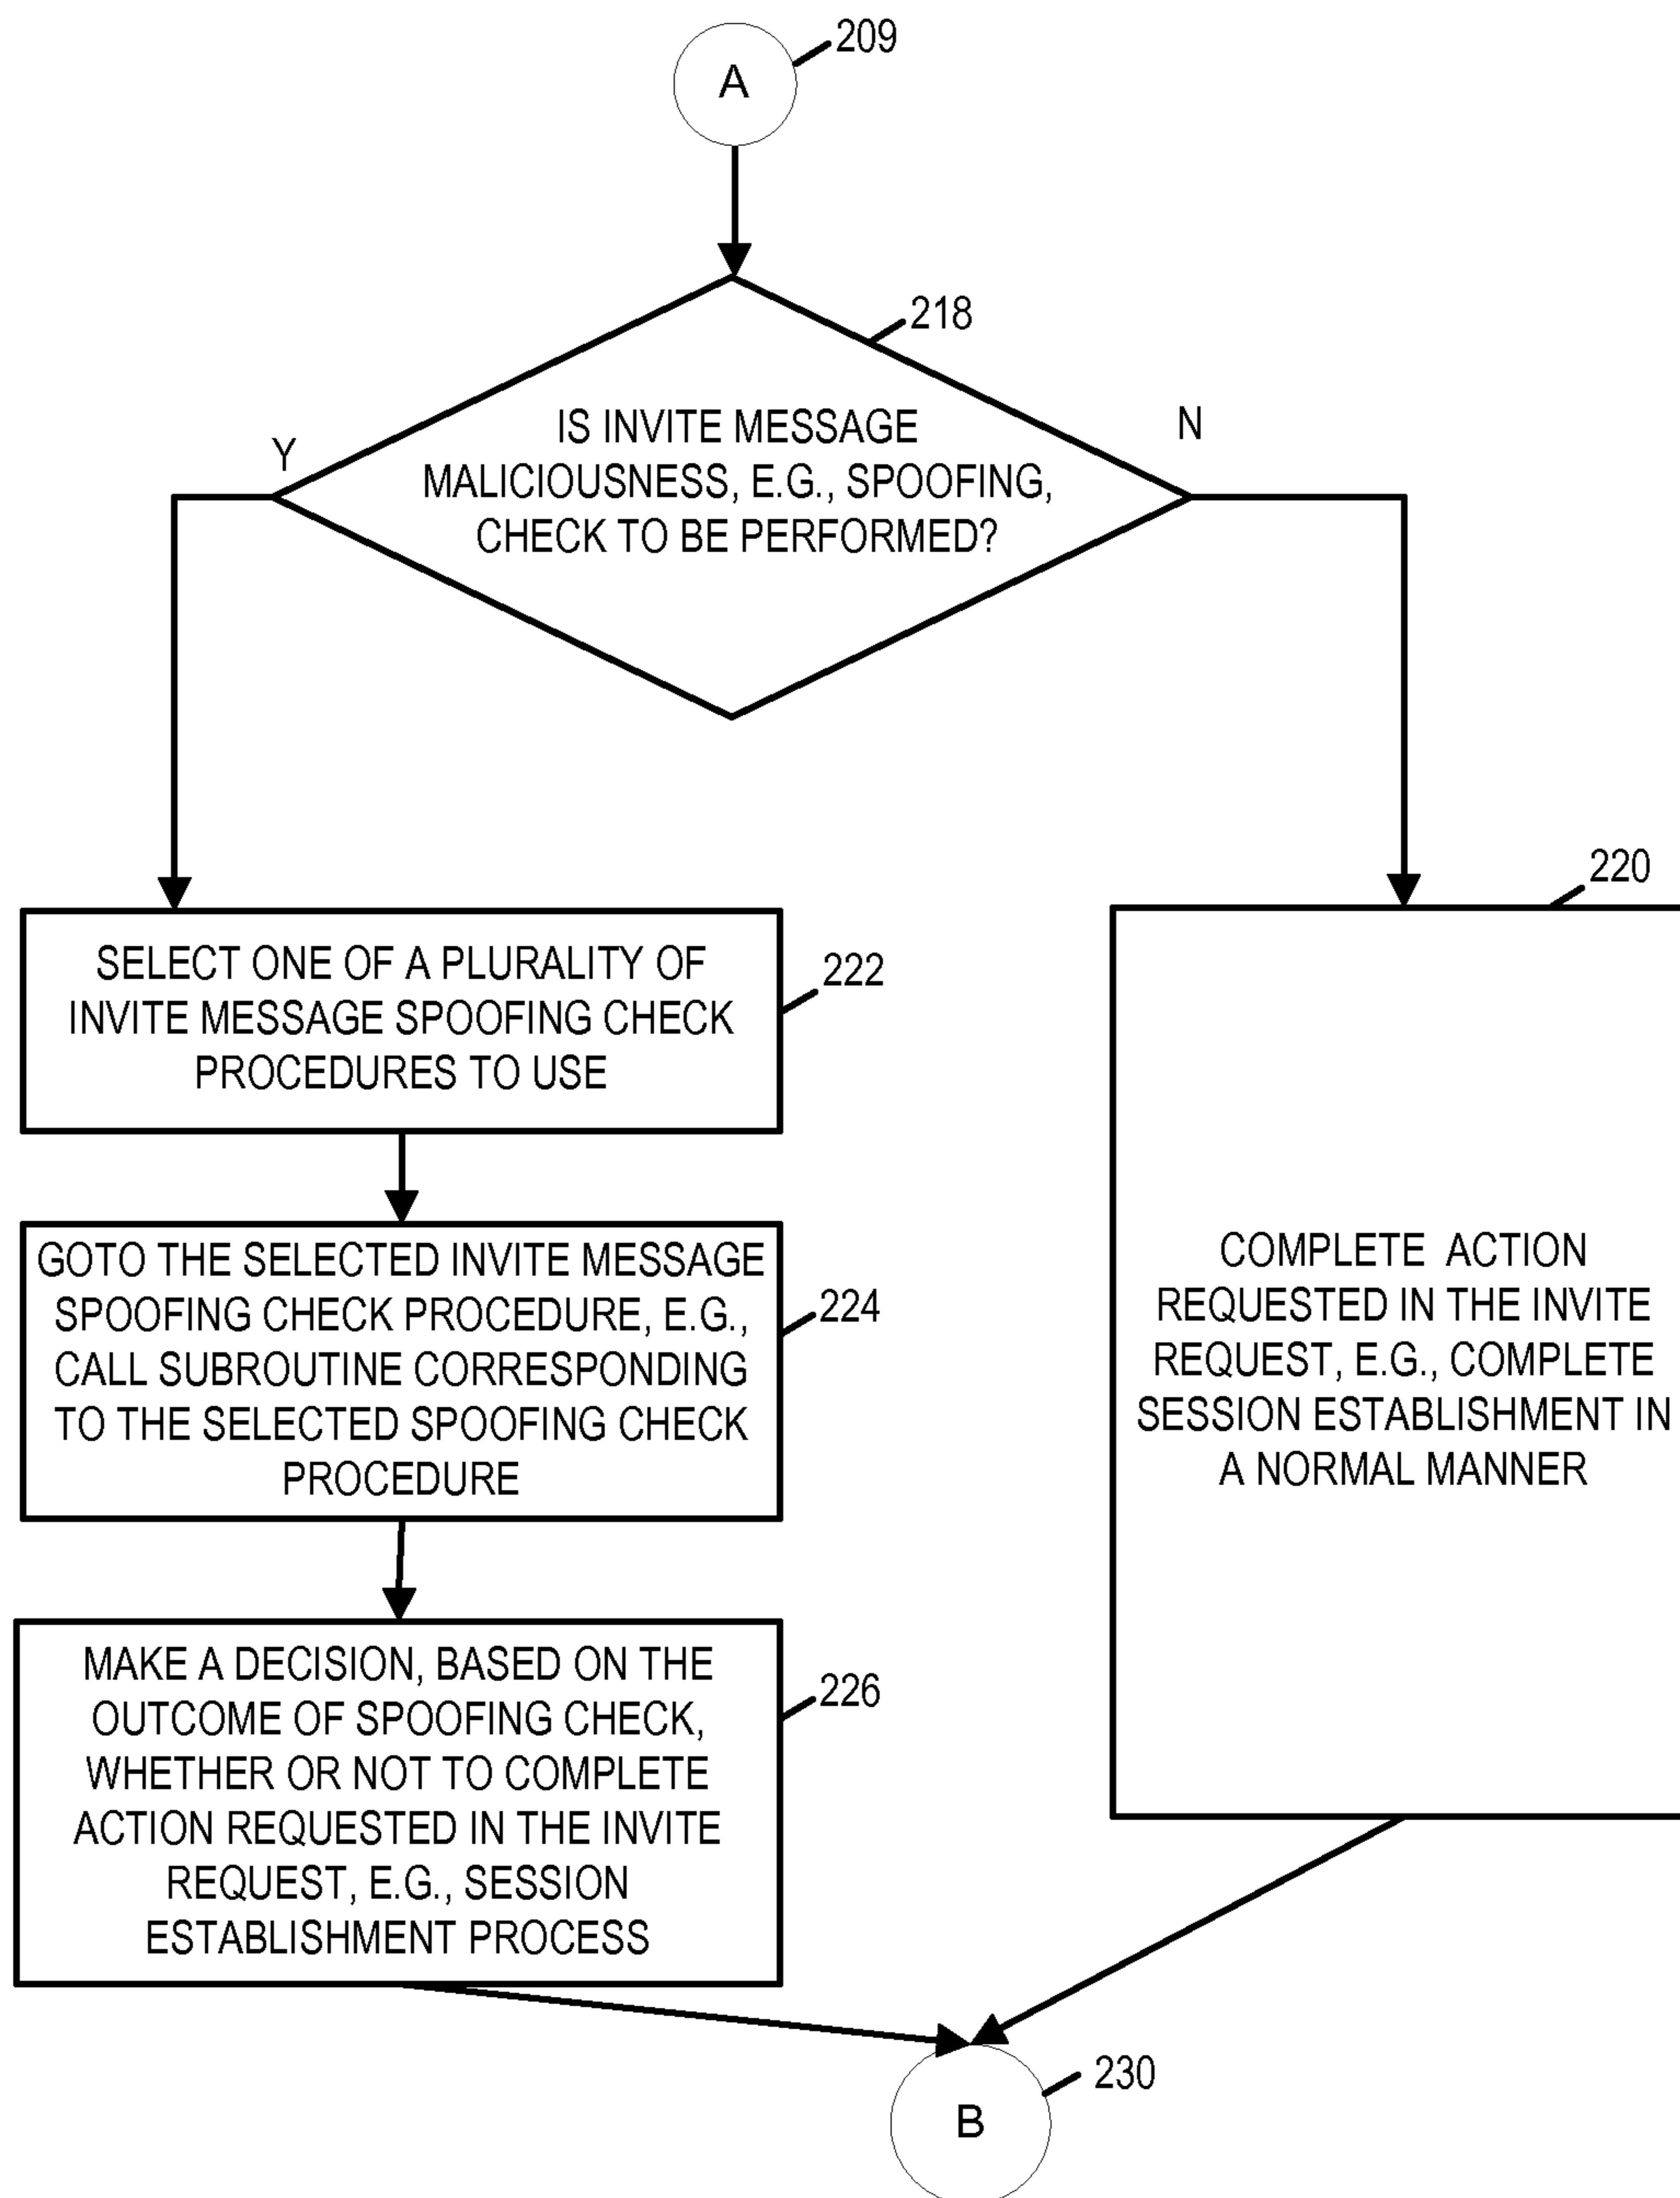 209
A
218
IS INVITE MESSAGE
MALICIOUSNESS, E.G., SPOOFING,
CHECK TO BE PERFORMED?
Y
N
222
SELECT ONE OF A PLURALITY OF
INVITE MESSAGE SPOOFING CHECK
PROCEDURES TO USE
224
GOTO THE SELECTED INVITE MESSAGE
SPOOFING CHECK PROCEDURE, E.G.,
CALL SUBROUTINE CORRESPONDING
TO THE SELECTED SPOOFING CHECK
PROCEDURE
226
MAKE A DECISION, BASED ON THE
OUTCOME OF SPOOFING CHECK,
WHETHER OR NOT TO COMPLETE
ACTION REQUESTED IN THE INVITE
REQUEST, E.G., SESSION
ESTABLISHMENT PROCESS
220
COMPLETE ACTION
REQUESTED IN THE INVITE
REQUEST, E.G., COMPLETE
SESSION ESTABLISHMENT IN
A NORMAL MANNER
230
B